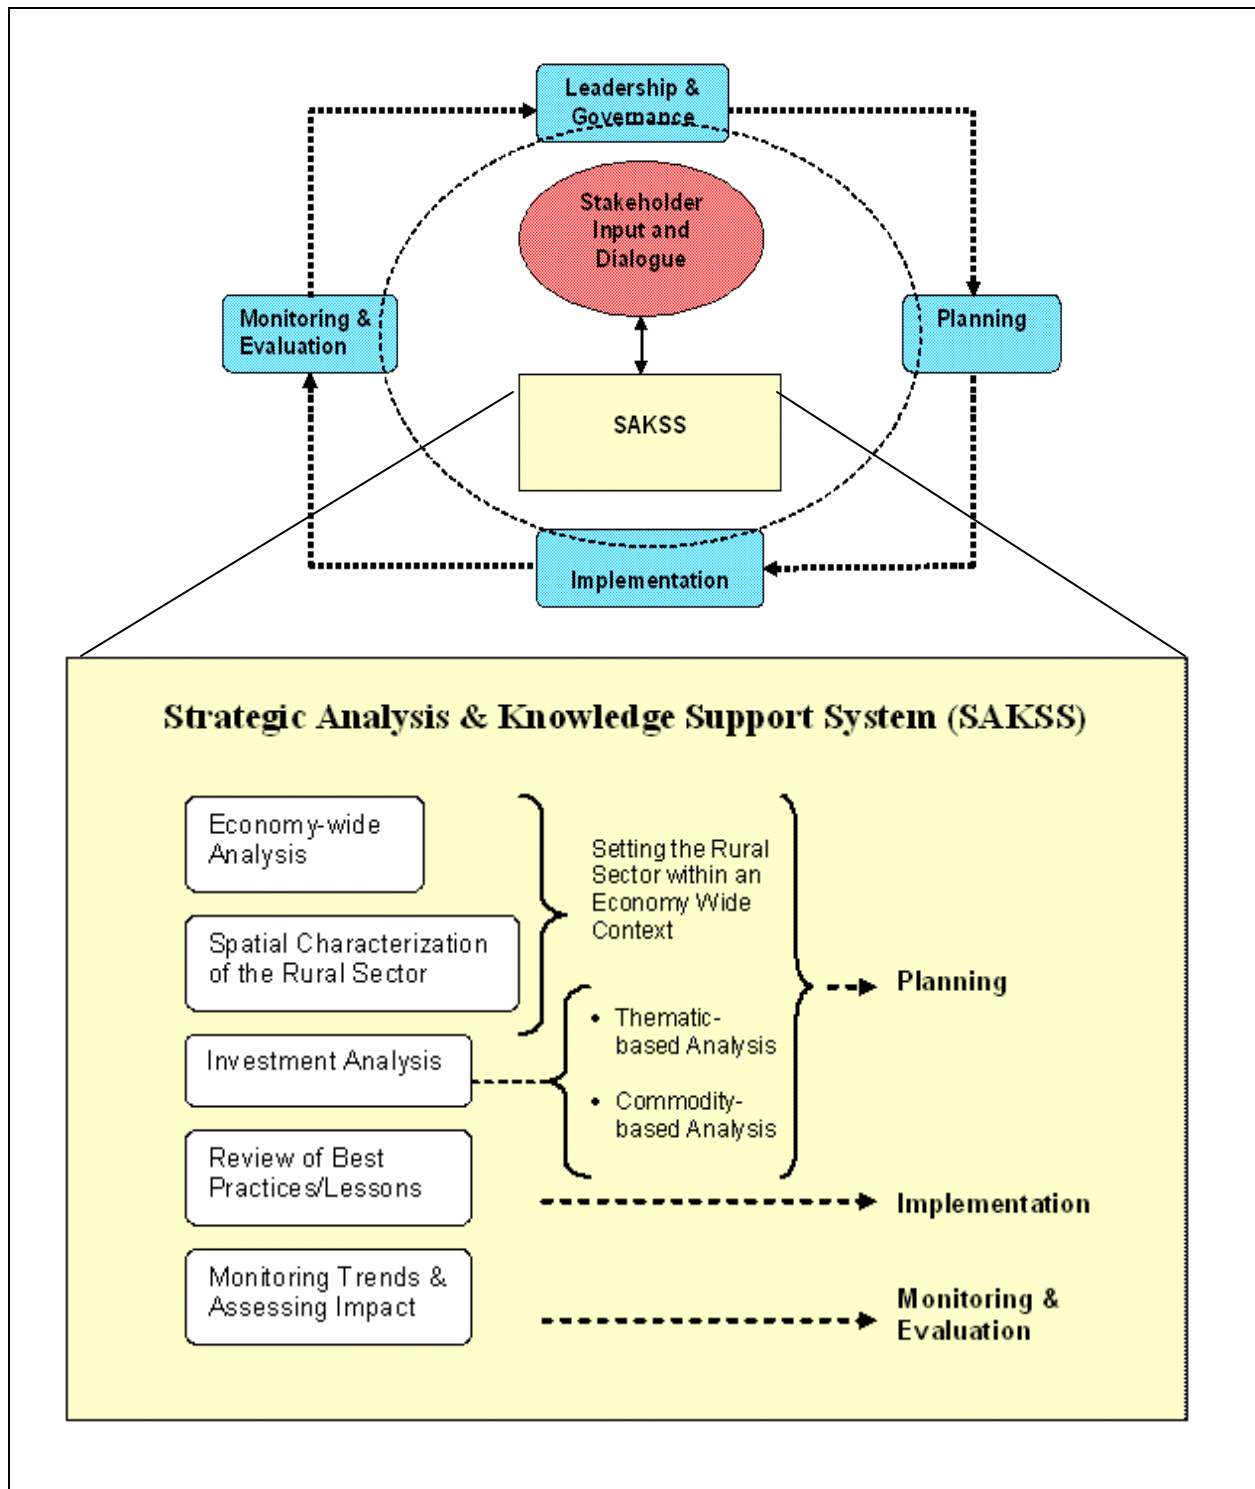 Leadership &
Governance
Stakeholder
Input and
Dialogue
Monitoring &
Evaluation
Planning
SAKSS
Implementation
Strategic Analysis & Knowledge Support System (SAKSS)
Economy-wide
Analysis
Spatial Characterization
of the Rural Sector
Investment Analysis
Review of Best
Practices/Lessons
Monitoring Trends &
Assessing Impact
Setting the Rural
Sector within an
Economy Wide
Context
• Thematic-
based Analysis
• Commodity-
based Analysis
Planning
Implementation
Monitoring &
Evaluation